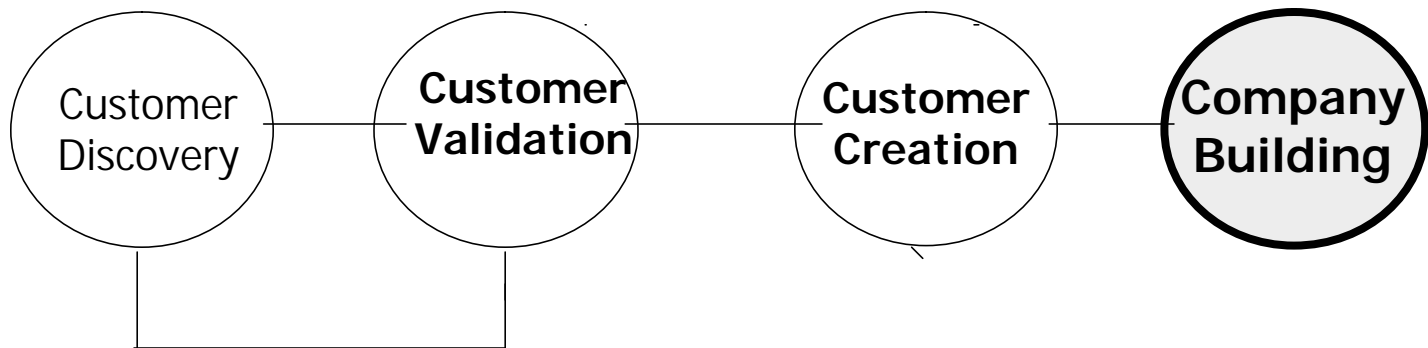 Customer
Discovery
Customer
Validation
Customer
Creation
Company
Building